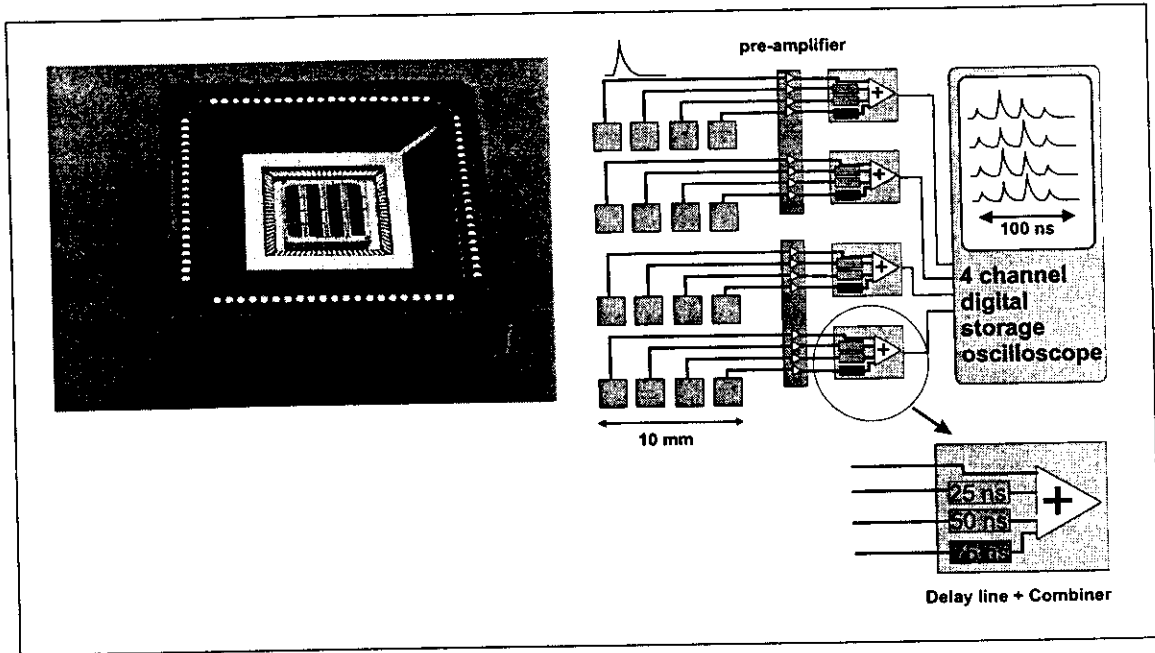 pre-amplifier
100 ns
4 channel
digital
storage
oscilloscope
10 mm
25 ns
50 ns
75 ns
Delay line + Combiner